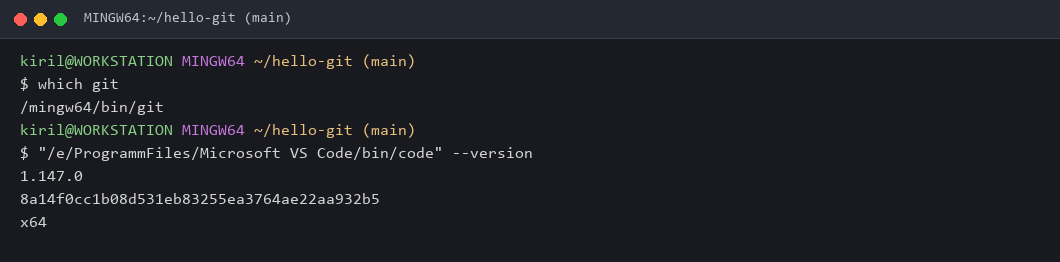 MINGW64:~/hello-git (main)
kiril@WORKSTATION MINGW64 ~/hello-git (main)
$ which git
/mingw64/bin/git
kiril@WORKSTATION MINGW64 ~/hello-git (main)
$ "/e/ProgrammFiles/Microsoft VS Code/bin/code" --version
1.147.0
8a14f0cc1b08d531eb83255ea3764ae22aa932b5
x64